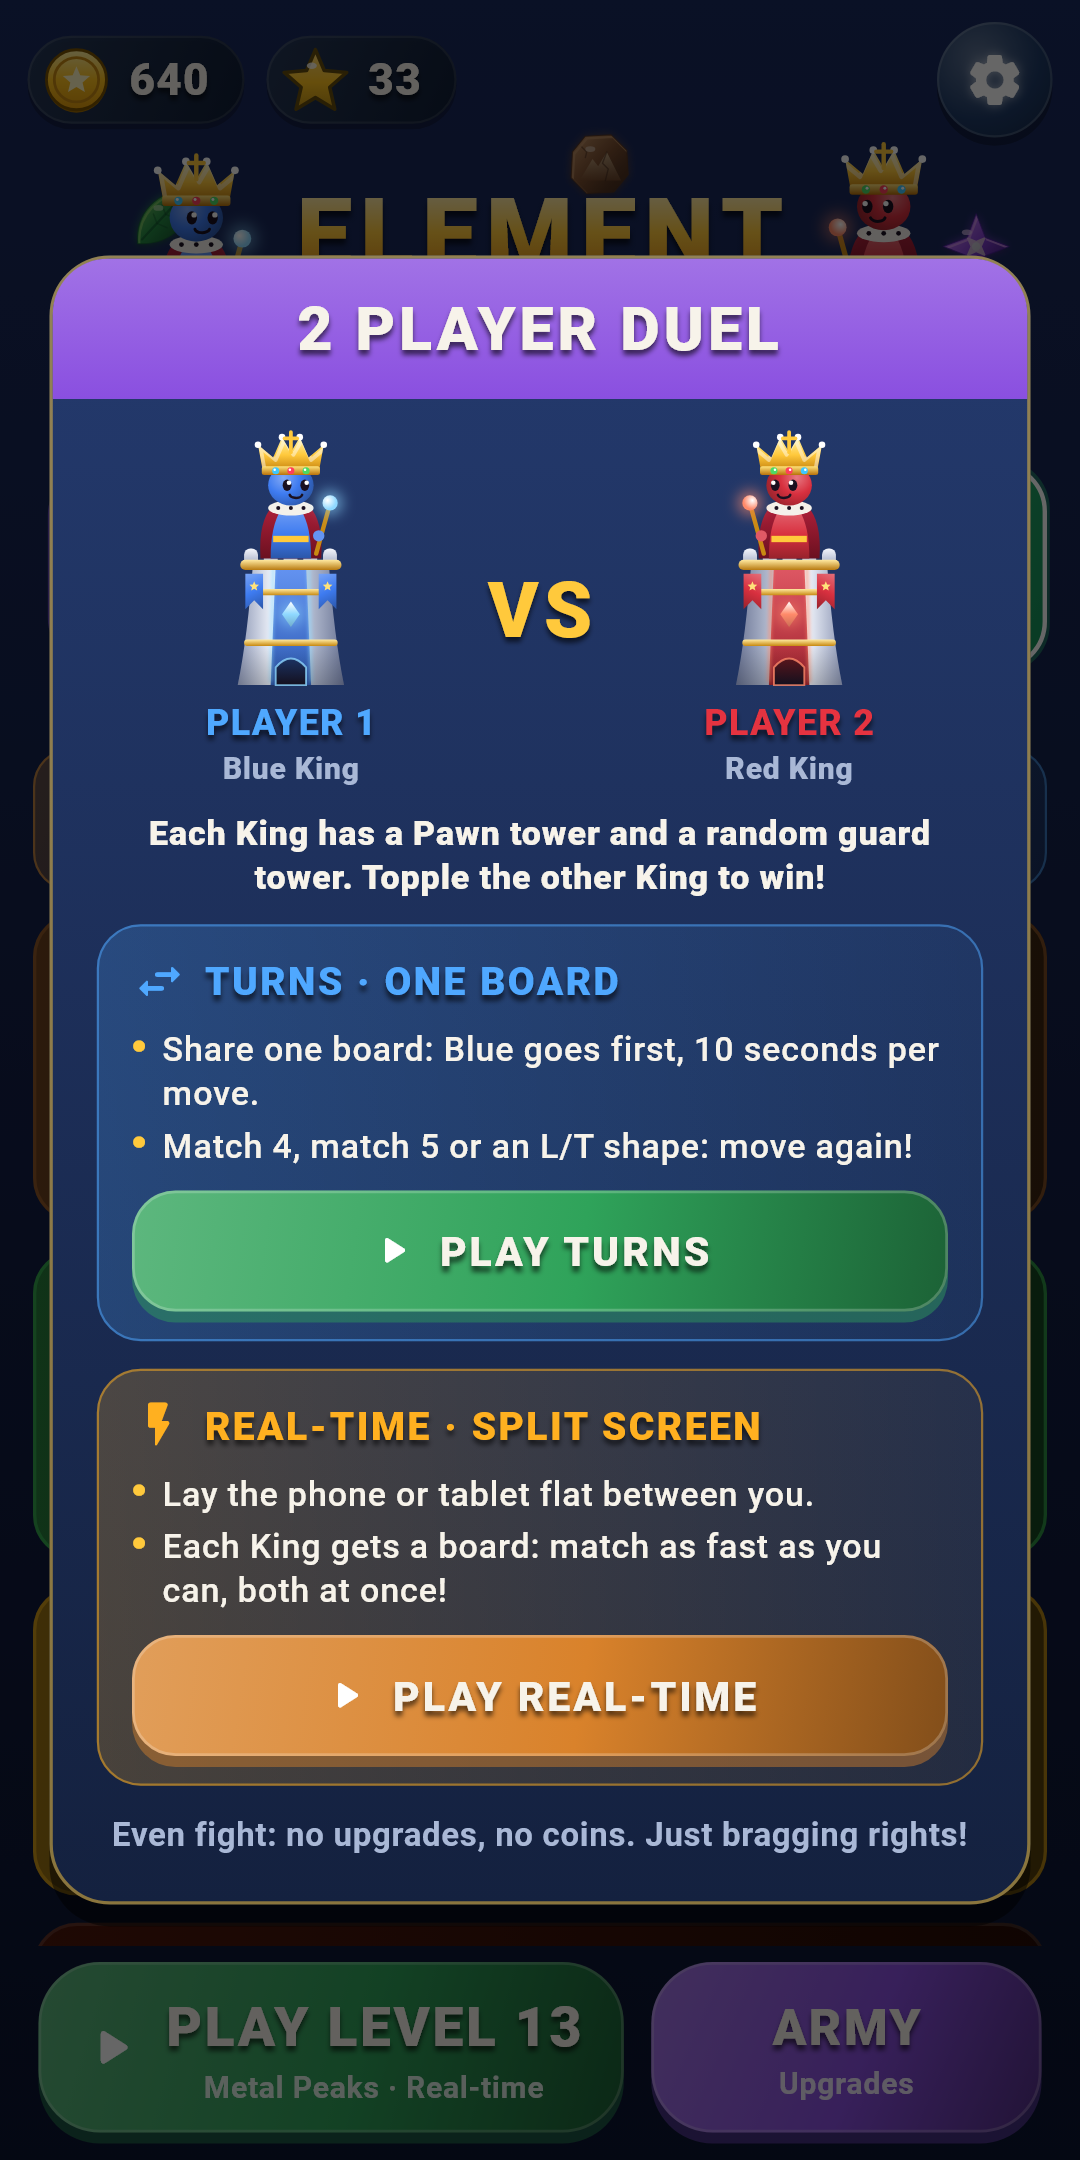 640
33
ELEMENT
2 PLAYER DUEL
VS
PLAYER 1
PLAYER 2
Blue King
Red King
Each King has a Pawn tower and a random guard
tower. Topple the other King to win!
TURNS · ONE BOARD
• Share one board: Blue goes first, 10 seconds per
move.
• Match 4, match 5 or an L/T shape: move again!
PLAY TURNS
REAL-TIME · SPLIT SCREEN
• Lay the phone or tablet flat between you.
• Each King gets a board: match as fast as you
can, both at once!
PLAY REAL-TIME
Even fight: no upgrades, no coins. Just bragging rights!
PLAY LEVEL 13
Metal Peaks · Real-time
ARMY
Upgrades